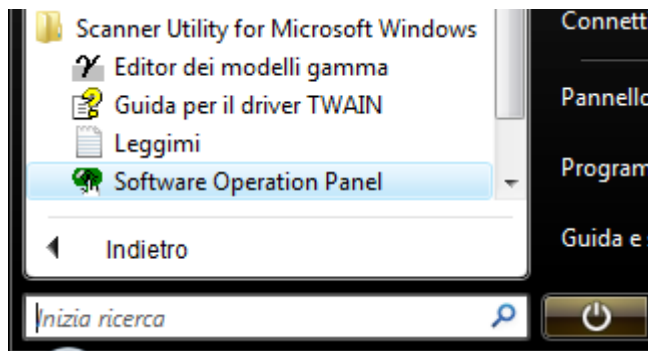 Scanner Utility for Microsoft Windows
Editor dei modelli gamma
Guida per il driver TWAIN
Leggimi
Software Operation Panel
Indietro
Inizia ricerca
Connett
Pannello
Program
Guida e